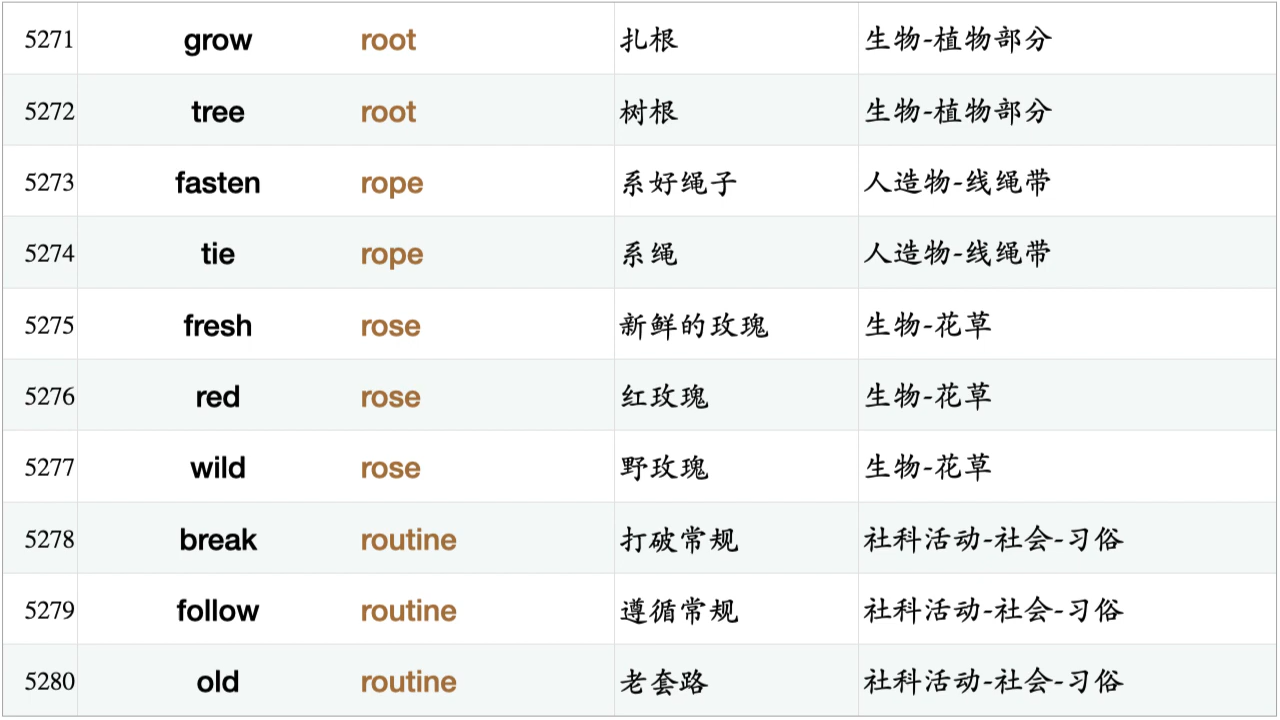 5271 grow root 扎根 生物-植物部分
5272 tree root 树根 生物-植物部分
5273 fasten rope 系好绳子 人造物-线绳带
5274 tie rope 系绳 人造物-线绳带
5275 fresh rose 新鲜的玫瑰 生物-花草
5276 red rose 红玫瑰 生物-花草
5277 wild rose 野玫瑰 生物-花草
5278 break routine 打破常规 社科活动-社会-习俗
5279 follow routine 遵循常规 社科活动-社会-习俗
5280 old routine 老套路 社科活动-社会-习俗